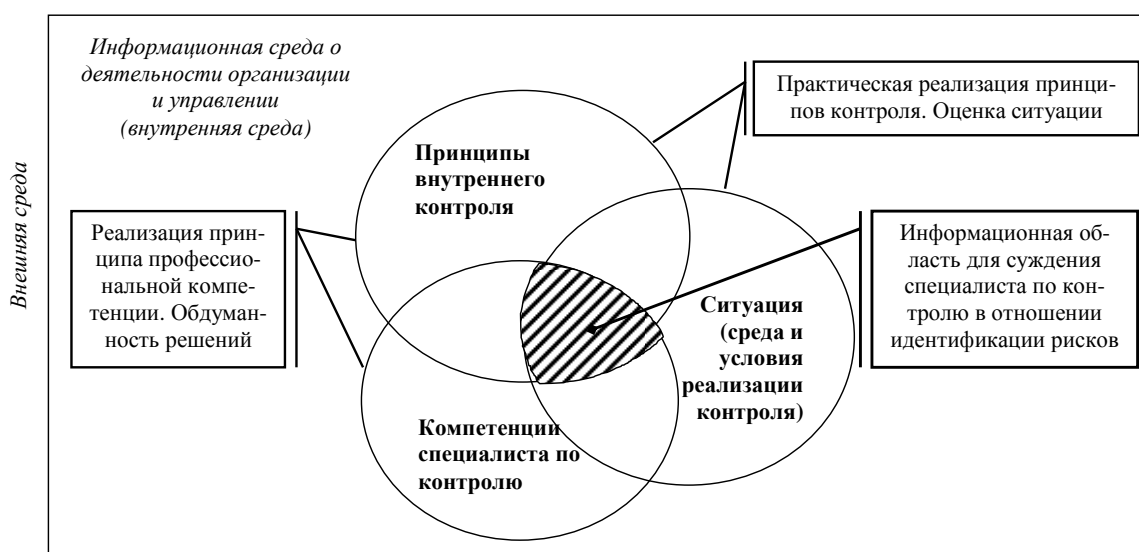 Информационная среда о
деятельности организации
и управлении
(внутренняя среда)
Практическая реализация принци-
пов контроля. Оценка ситуации
Принципы
внутреннего
контроля
Внешняя среда
Реализация прин-
ципа профессио-
нальной компе-
тенции. Обдуман-
ность решений
Информационная об-
ласть для суждения
специалиста по кон-
тролю в отношении
идентификации рисков
Ситуация
(среда и
условия
реализации
контроля)
Компетенции
специалиста по
контролю